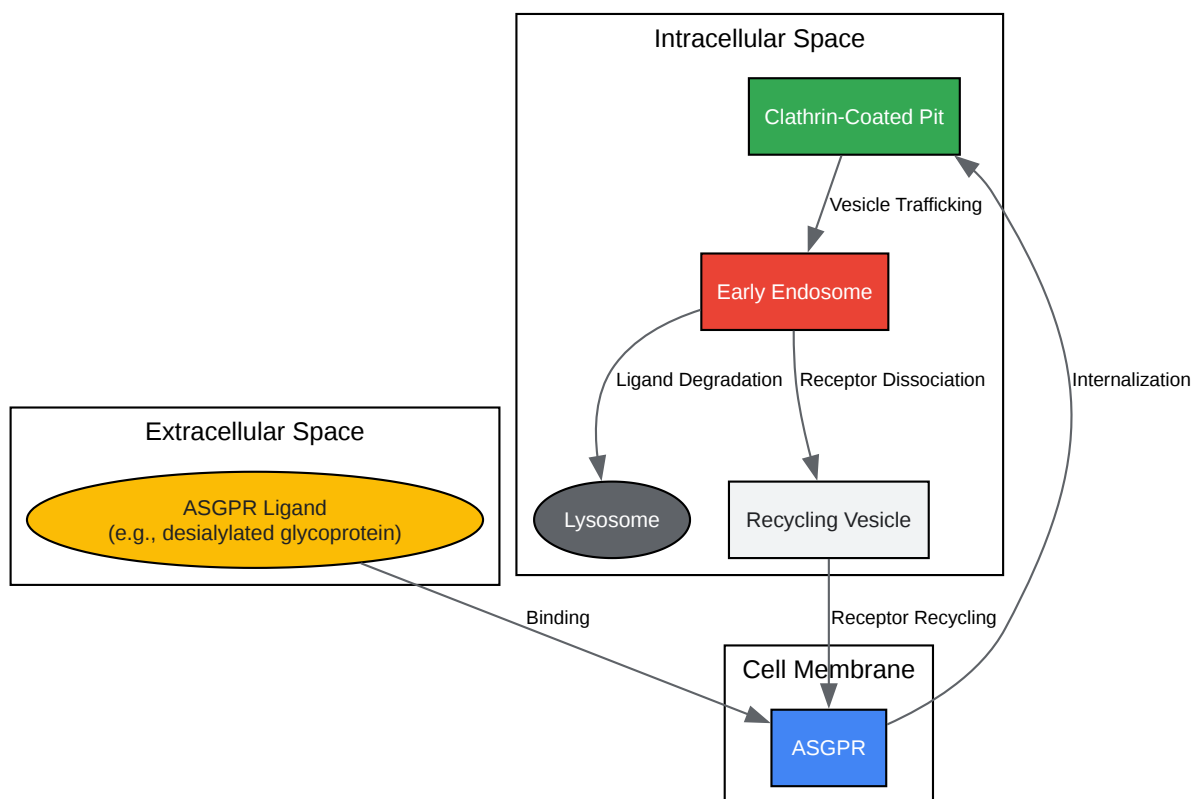 Intracellular Space
Clathrin-Coated Pit
Vesicle Trafficking
Early Endosome
Ligand Degradation
Receptor Dissociation
Internalization
Extracellular Space
ASGPR Ligand
(e.g., desialylated glycoprotein)
Lysosome
Recycling Vesicle
Binding
Receptor Recycling
Cell Membrane
ASGPR